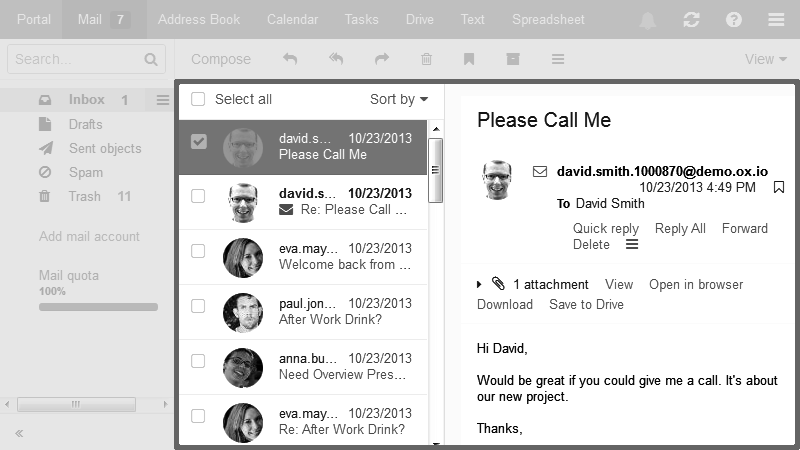 Portal Mail 7 Address Book Calendar Tasks Drive Text Spreadsheet
Search... Compose View
Inbox 1
Drafts
Sent objects
Spam
Trash 11
Add mail account
Mail quota
100%
Select all Sort by
david.s... 10/23/2013
Please Call Me
david.s... 10/23/2013
Re: Please Call ...
eva.may... 10/23/2013
Welcome back from ...
paul.jon... 10/23/2013
After Work Drink?
anna.bu... 10/23/2013
Need Overview Pres...
eva.may... 10/23/2013
Re: After Work Drink?
Please Call Me
david.smith.1000870@demo.ox.io
10/23/2013 4:49 PM
To David Smith
Quick reply Reply All Forward
Delete
1 attachment View Open in browser
Download Save to Drive
Hi David,
Would be great if you could give me a call. It's about
our new project.
Thanks,